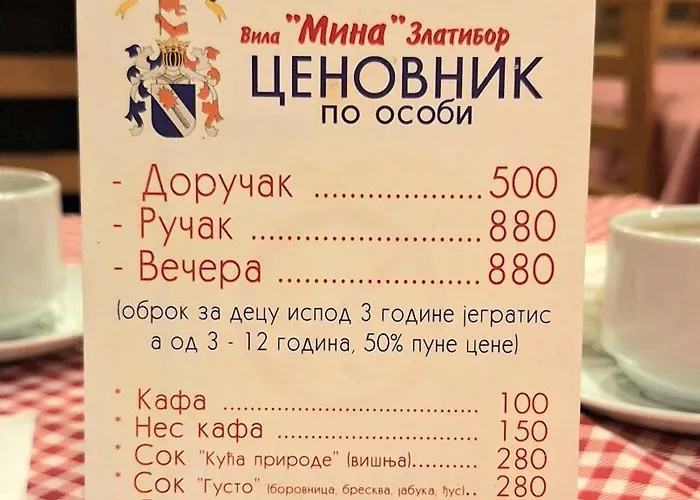 Вила "Мина" Златибор
ЦЕНОВНИК
по особи
- Доручак ................... 500
- Ручак .......................... 880
- Вечера ....................... 880
(оброк за децу испод 3 године јегратис
а од 3 - 12 година, 50% пуне цене)
* Кафа ....................................... 100
* Нес кафа ............................... 150
* Сок "Кућа природе" (вишња)............ 280
* Сок "Густо" (боровница, бресква, јабука, ђус).. 280